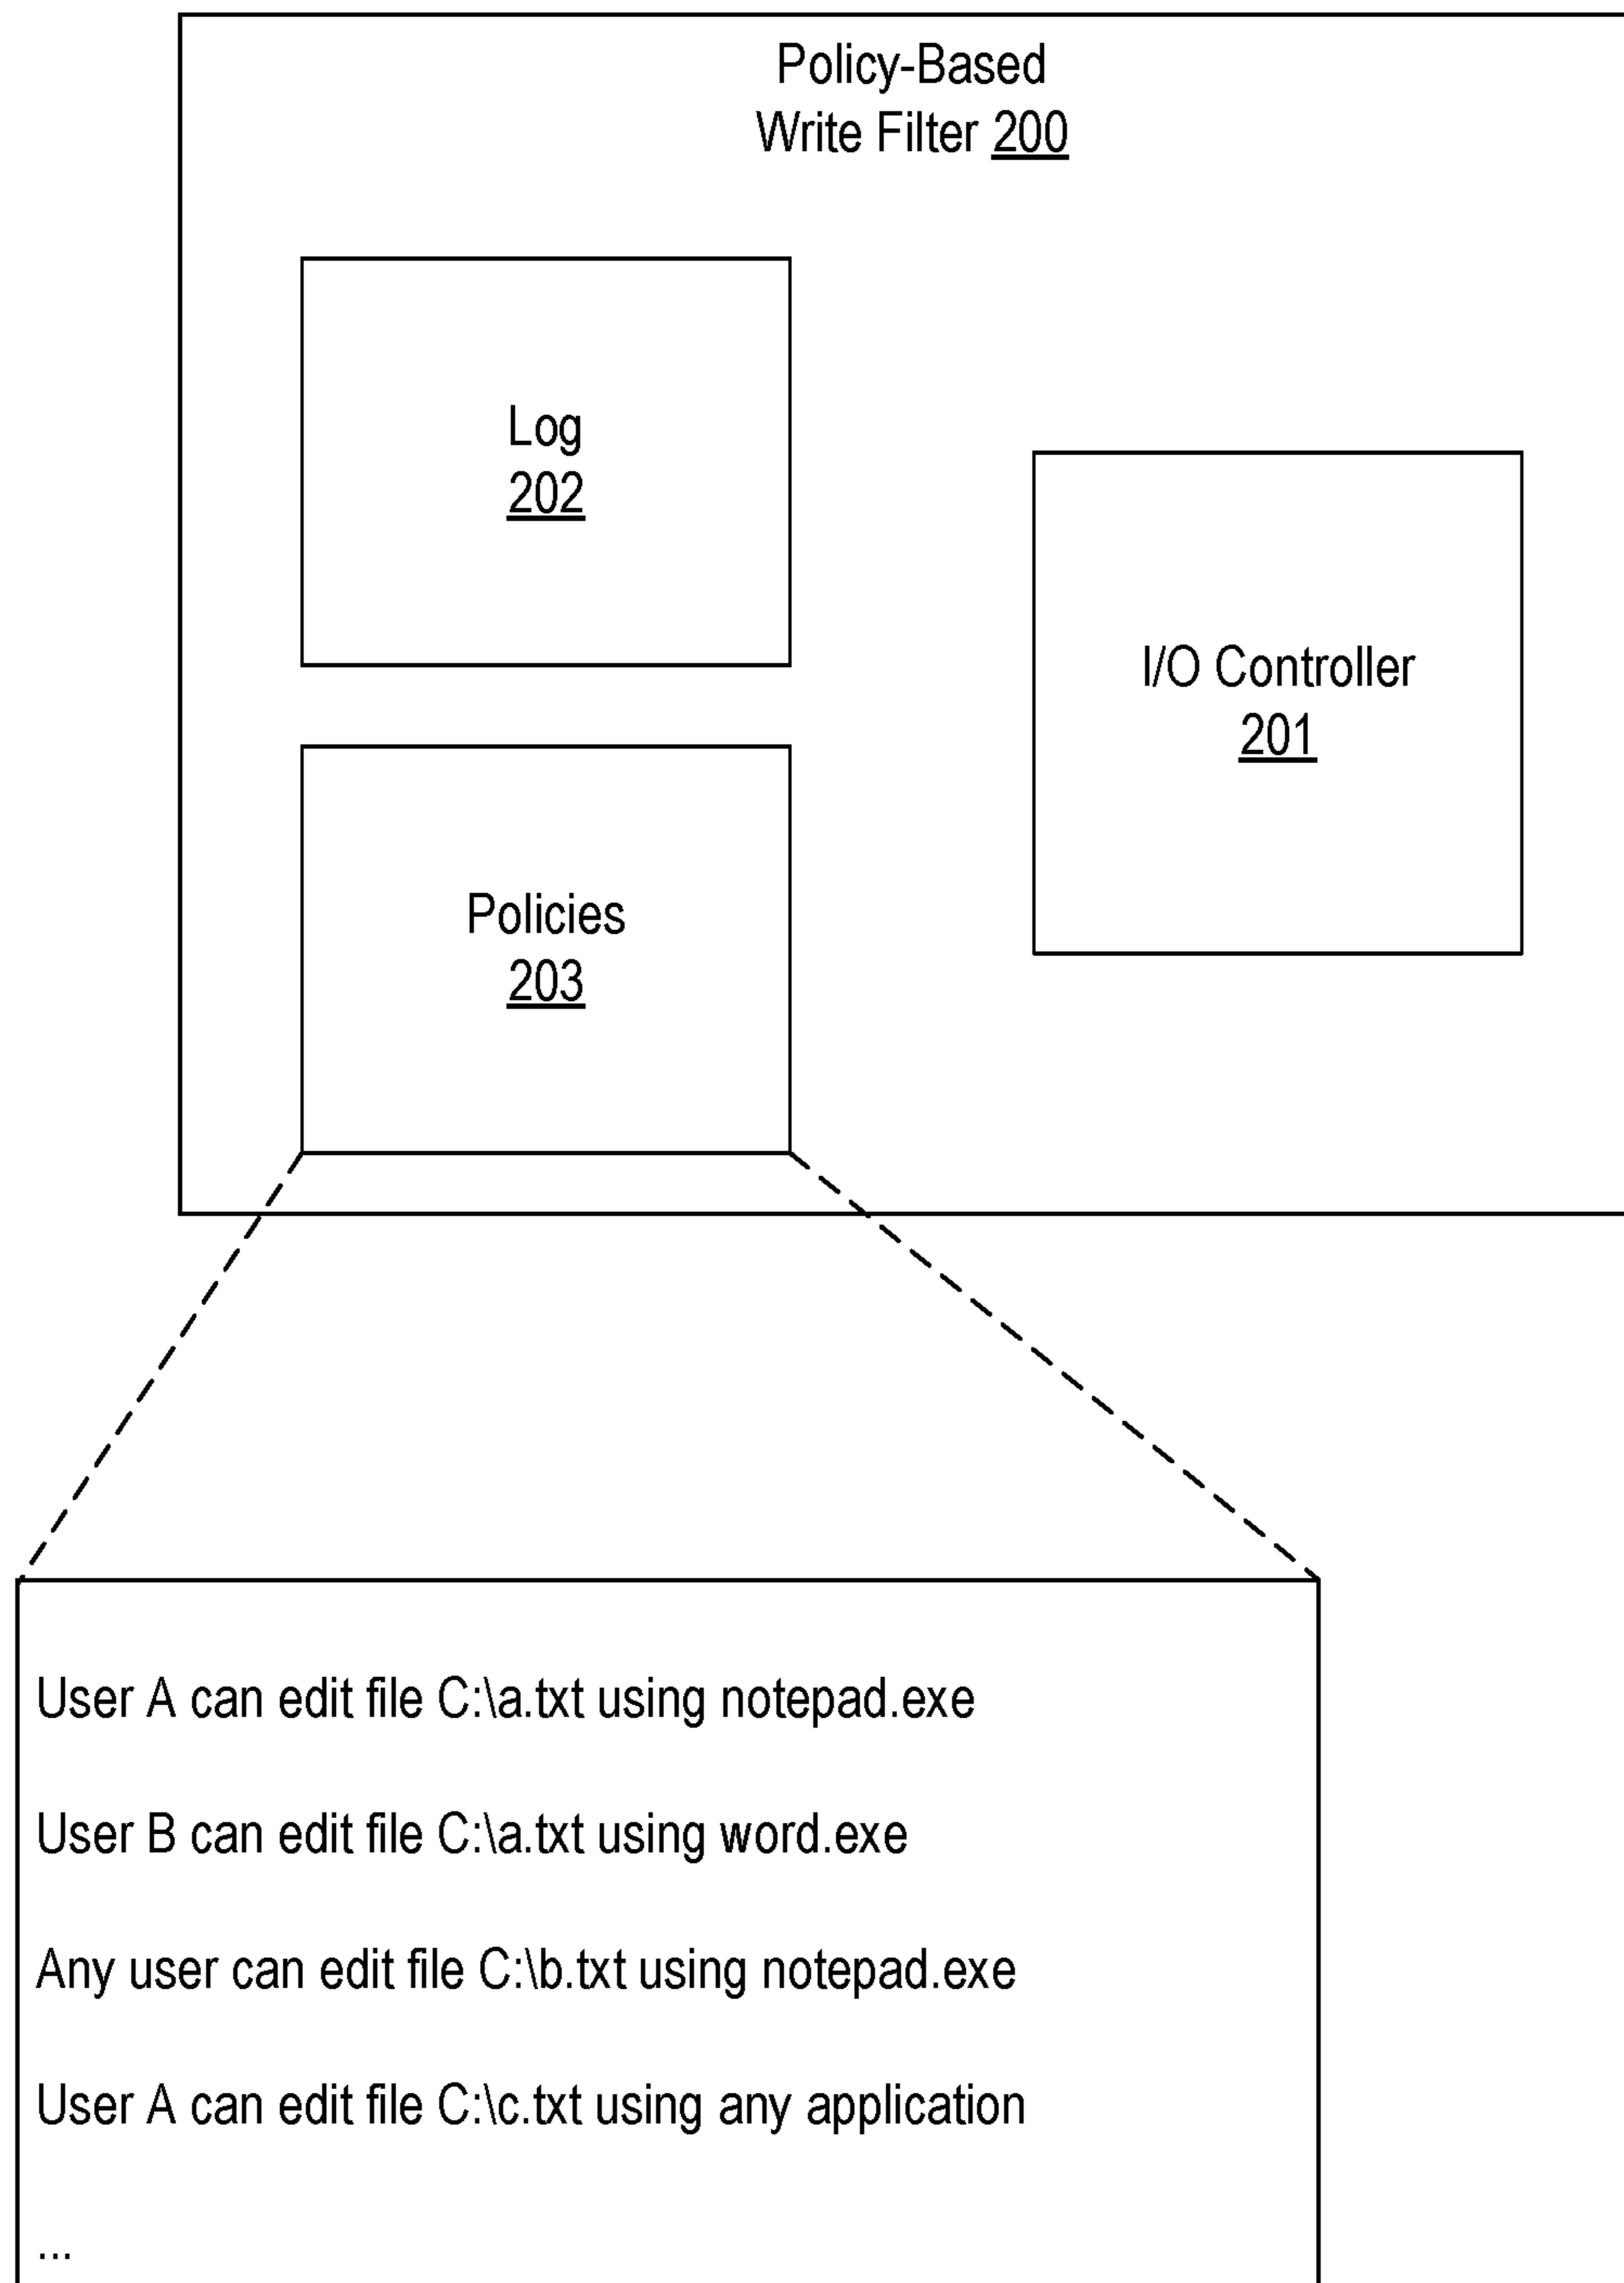 Policy-Based
Write Filter 200
Log
202
I/O Controller
201
Policies
203
User A can edit file C:\a.txt using notepad.exe
User B can edit file C:\a.txt using word.exe
Any user can edit file C:\b.txt using notepad.exe
User A can edit file C:\c.txt using any application
...